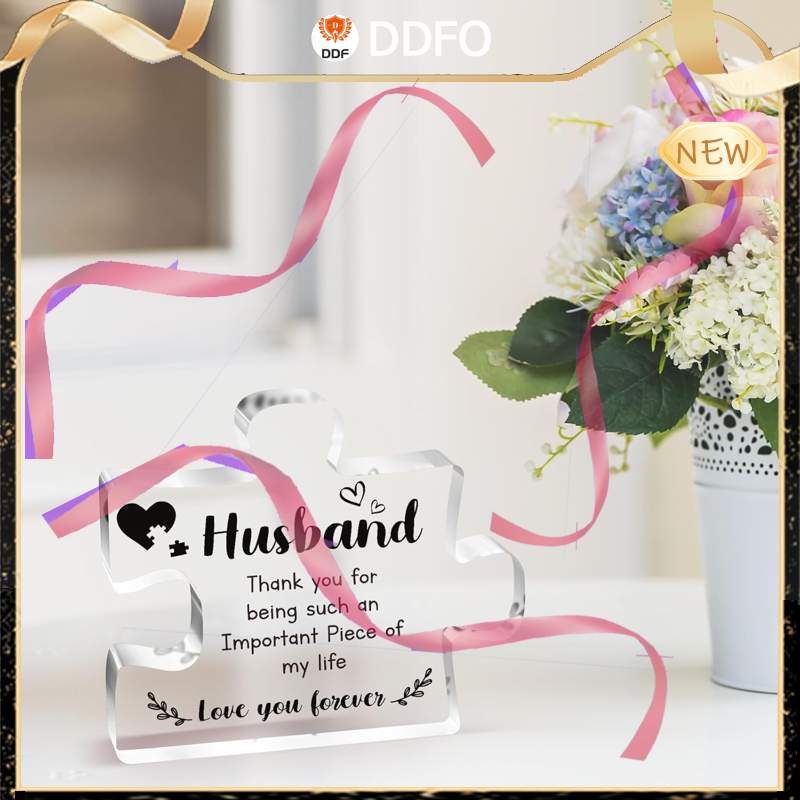 DDF
DDFO
NEW
Husband
Thank you for
being such an
Important Piece of
my life
Love you forever